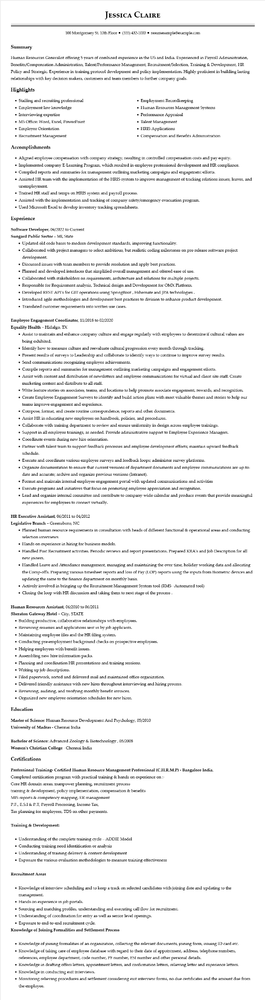 JESSICA CLAIRE
100 Montgomery St. 10th Floor ● (555) 432-1000 ● resumesample@example.com
Summary
Human Resources Generalist offering 5 years of combined experience in the US and India. Experienced in Payroll Administration,
Benefits/Compensation Administration, Talent/Performance Management, Recruitment/Selection, Training & Development, HR
Policy and Strategic. Experience in training protocol development and policy implementation. Highly proficient in building lasting
relationships with key decision makers, customers and team members to further company goals.
Highlights
• Staffing and recruiting professional
• Employment law knowledge
• Interviewing expertise
• MS Office: Word, Excel, PowerPoint
• Employee Orientation
• Recruitment Management
• Employment Recordkeeping
• Human Resources Management Systems
• Performance Appraisal
• Talent Management
• HRIS Applications
• Compensation and Benefits Administration
Accomplishments
• Aligned employee compensation with company strategy, resulting in controlled compensation costs and pay equity.
• Implemented company E-Learning Program, which resulted in employee professional development and HR compliance.
• Compiled reports and summaries for management outlining marketing campaigns and engagement efforts.
• Assisted HR team with the implementation of the HRIS system to improve management of tracking relations issues, leaves, and
unemployment.
• Trained HR staff and temps on HRIS system and payroll process.
• Assisted with the implementation and tracking of company safety/emergency evacuation program.
• Used Microsoft Excel to develop inventory tracking spreadsheets.
Experience
Software Developer, 04/2022 to Current
Sungard Public Sector – MI, State
• Updated old code bases to modern development standards, improving functionality.
• Collaborated with project managers to select ambitious, but realistic coding milestones on pre-release software project
development.
• Discussed issues with team members to provide resolution and apply best practices.
• Planned and developed interfaces that simplified overall management and offered ease of use.
• Collaborated with stakeholders on requirements, architecture and solutions for multiple projects.
• Responsible for Requirement analysis, Technical design and Development for OMX Platform.
• Developed REST API's for GIT operations using SpringBoot , Hibernate and JPA technologies .
• Introduced agile methodologies and development best practices to division to enhance product development.
• Translated customer requirements into written use cases.
Employee Engagement Coordinator, 11/2018 to 02/2020
Equality Health – Hidalgo, TX
• Assist to maintain and enhance company culture and engage regularly with employees to determine if cultural values are
being exhibited.
• Identify how to measure culture and reevaluate cultural progression every month through tracking.
• Present results of surveys to Leadership and collaborate to identify ways to continue to improve survey results.
• Send communications recognizing employee achievements.
• Compile reports and summaries for management outlining marketing campaigns and engagement efforts.
• Assist with content and distribution of newsletters and employee communications for virtual and client site staff. Create
marketing content and distribute to all staff.
• Write feature stories on associates, teams, and locations to help promote associate engagement, rewards, and recognition.
• Create Employee Engagement Surveys to identify and build action plans with most valuable themes and stories to help our
teams improve engagement and experience.
• Compose, format, and create routine correspondence, reports and other documents.
• Assist HR in educating new employees on handbook, policies, and procedures.
• Collaborate with training department to review and ensure uniformity in design across employee trainings.
• Support in all employee trainings, as needed. Provide administrative support to Employee Experience Managers.
• Coordinate events during new hire orientation.
• Partner with talent team to support feedback processes and employee development efforts; maintain upward feedback
schedule.
• Execute and coordinate various employee surveys and feedback loops; administer survey platforms.
• Organize documentation to ensure that current versions of department documents and employee communications are up-to-
date and accurate; archive and organize previous versions (Intranet).
• Format and maintain internal employee engagement portal with updated communications and activities
• Execute programs and initiatives that focus on promoting employee appreciation and recognition.
• Lead and organize internal committee and contribute to company-wide calendar and produce events that provide meaningful
experiences for employees to connect virtually.
HR Executive Assistant, 06/2011 to 04/2012
Legislative Branch – Greensboro, NC
• Planned human resource requirements in consultation with heads of different functional & operational areas and conducting
selection interviews
• Hands on experience in hiring for business models.
• Handled Post Recruitment activities. Periodic reviews and report presentations. Prepared KRA's and Job Description for all
new joiners.
• Handled Leave and Attendance management, managing and maintaining the over time, holiday working data and allocating
the Comp-offs. Preparing various timesheet reports and loss of Pay (LOP) reports using the inputs from Biometric devices and
updating the same to the finance department on monthly basis.
• Actively involved in bringing up the Recruitment Management System tool (RMS –Automated tool)
• Closing the loop with HR discussion and taking them to next stage of the process .
Human Resources Assistant, 06/2010 to 06/2011
Sheraton Gateway Hotel – City, STATE
• Building productive, collaborative relationships with employees.
• Reviewing resumes and applications sent in by job applicants.
• Maintaining employee files and the HR filing system.
• Conducting pre-employment background checks on prospective employees.
• Helping employees with benefit issues.
• Assembling new hire information packs.
• Planning and coordination HR presentations and training sessions.
• Writing up job descriptions.
• Filed paperwork, sorted and delivered mail and maintained office organization.
• Delivered friendly assistance with new hires throughout interviewing and hiring process.
• Reviewing, auditing, and verifying monthly benefit invoices.
• Organized new employee orientation schedules for new hires.
Education
Master of Science: Human Resource Development And Psychology, 05/2010
University of Madras - Chennai India
Bachelor of Science: Advanced Zoology & Biotechnology , 05/2008
Women's Christian College - Chennai India
Certifications
Professional Training- Certified Human Resource Management Professional (C.H.R.M.P) - Bangalore India.
Completed certification program with practical training & hands on experience on :-
Core HR domain areas, manpower planning, recruitment process
training & development, policy implementation, compensation & benefits
MIS reports & competency mapping, ER management
P.F., E.S.I & P.T, Payroll Processing, Income Tax,
Tax planning for employees, TDS on other payments.
Training & Development:
• Understanding of the complete training cycle – ADDIE Model
• Conducting training need identification or analysis
• Understanding of training delivery & content development
• Exposure the various evaluation methodologies to measure training effectiveness
Recruitment Areas
• Knowledge of interview scheduling and to keep a track on selected candidates with joining date and updating to the
management.
• Hands on experience in job portals.
• Sourcing and matching profiles, understanding and executing call flow for recruitment.
• Understanding of coordination for entry as well as senior level openings.
• Exposure to end-to-end recruitment cycle.
Knowledge of Joining Formalities and Settlement Process
• Knowledge of joining formalities of an organization, collecting the relevant documents, joining form, issuing ID card etc.
• Knowledge of taking care of employee database with regard to their date of appointment, address, telephone numbers,
references, employee department, code number, PF number, ESI number and other personal details.
• Knowledge in drafting offers letters, appointment letters, and confirmation letters, relieving letter and experience letters.
• Knowledge in conducting exit interviews.
• Monitoring relieving procedures and settlement considering exit interview forms, no due certificates and the amount due from
the employee.